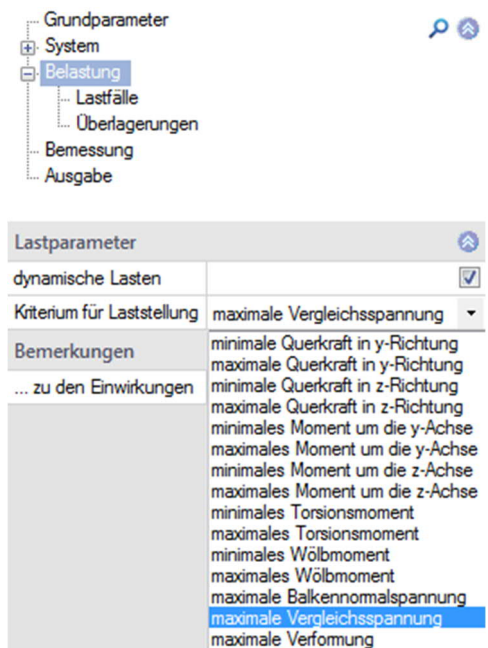 Grundparameter
System
Belastung
Lastfälle
Überlagerungen
Bemessung
Ausgabe
Lastparameter
dynamische Lasten
Kriterium für Laststellung maximale Vergleichsspannung
Bemerkungen
... zu den Einwirkungen
minimale Querkraft in y-Richtung
maximale Querkraft in y-Richtung
minimale Querkraft in z-Richtung
maximale Querkraft in z-Richtung
minimales Moment um die y-Achse
maximales Moment um die y-Achse
minimales Moment um die z-Achse
maximales Moment um die z-Achse
minimales Torsionsmoment
maximales Torsionsmoment
minimales Wölbmoment
maximales Wölbmoment
maximale Balkennormalspannung
maximale Vergleichsspannung
maximale Verformung